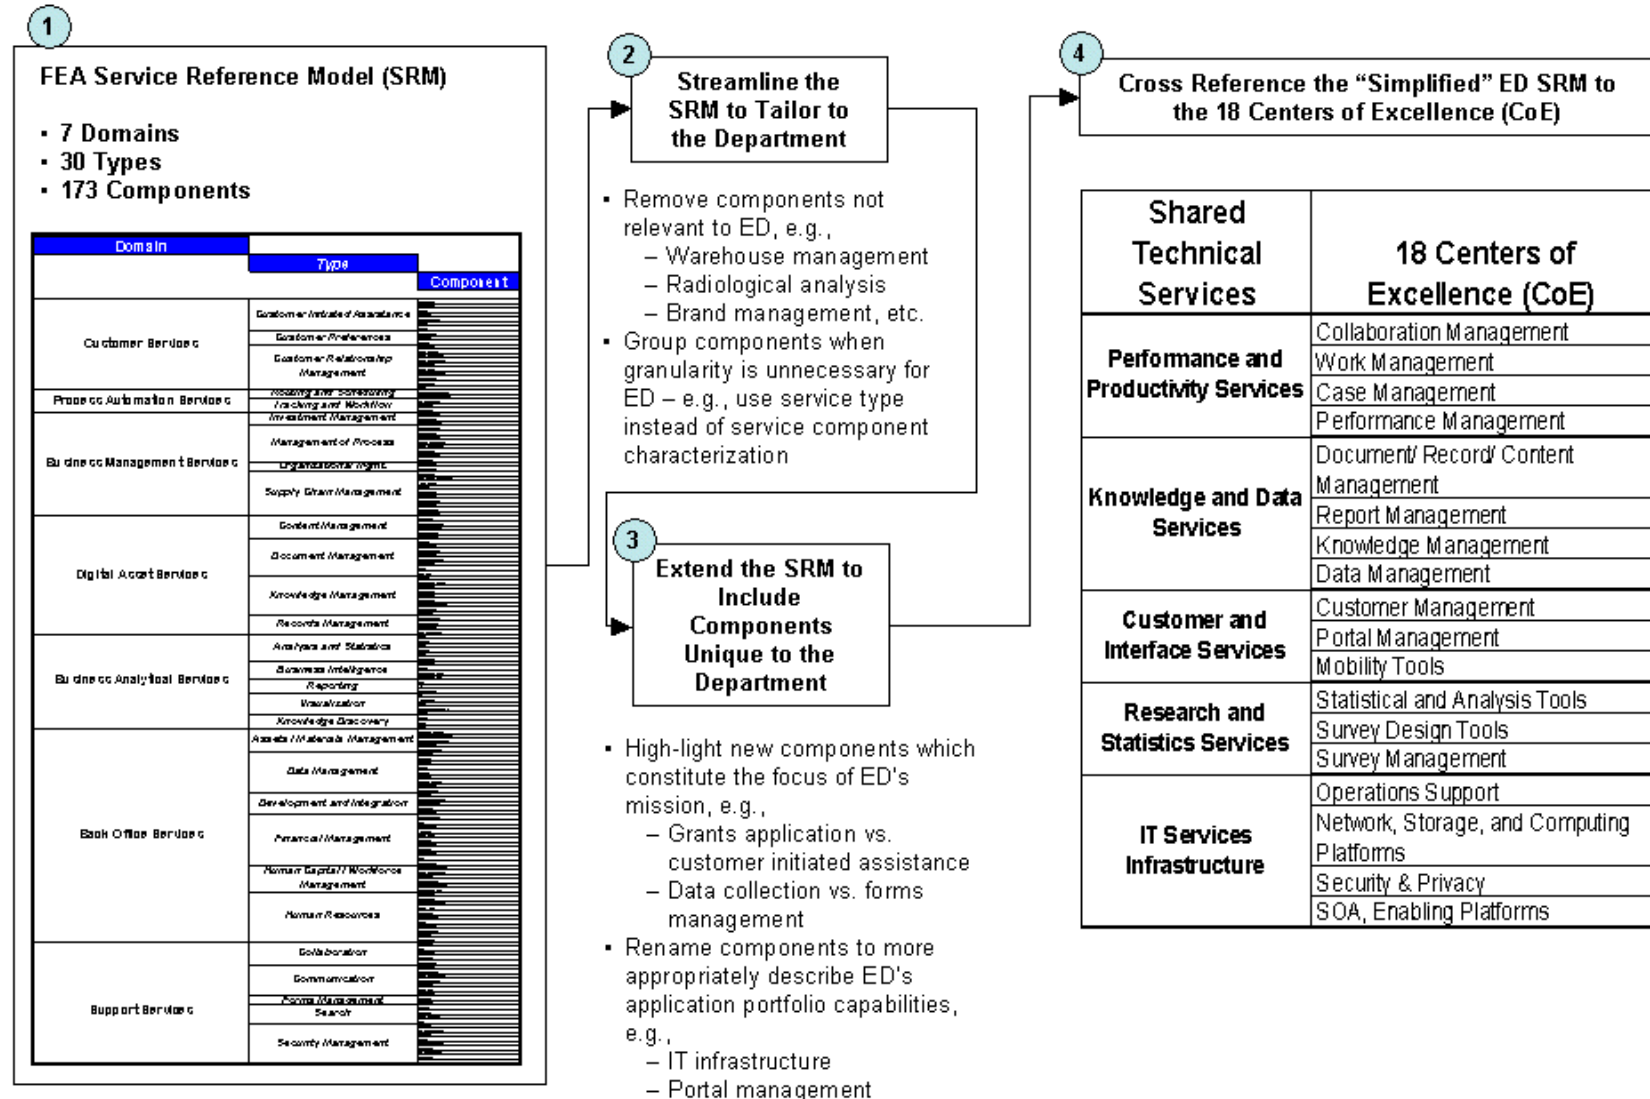 1
FEA Service Reference Model (SRM)
▪ 7 Domains
▪ 30 Types
▪ 173 Components
Domain
Type
Component
Customer Services
Customer Initiated Assistance
Customer Preferences
Customer Relationship
Management
Process Automation Services
Routing and Scheduling
Tracking and Workflow
Business Management Services
Investment Management
Management of Process
Organizational Mgmt.
Supply Chain Management
Digital Asset Services
Content Management
Document Management
Knowledge Management
Records Management
Business Analytical Services
Analysis and Statistics
Business Intelligence
Reporting
Visualization
Knowledge Discovery
Back Office Services
Assets / Materials Management
Data Management
Development and Integration
Financial Management
Human Capital / Workforce
Management
Human Resources
Support Services
Collaboration
Communication
Forms Management
Search
Security Management
2
Streamline the
SRM to Tailor to
the Department
▪ Remove components not
relevant to ED, e.g.,
– Warehouse management
– Radiological analysis
– Brand management, etc.
▪ Group components when
granularity is unnecessary for
ED – e.g., use service type
instead of service component
characterization
3
Extend the SRM to
Include
Components
Unique to the
Department
▪ High-light new components which
constitute the focus of ED's
mission, e.g.,
– Grants application vs.
customer initiated assistance
– Data collection vs. forms
management
▪ Rename components to more
appropriately describe ED's
application portfolio capabilities,
e.g.,
– IT infrastructure
– Portal management
4
Cross Reference the “Simplified” ED SRM to
the 18 Centers of Excellence (CoE)
Shared
Technical
Services
18 Centers of
Excellence (CoE)
Performance and
Productivity Services
Collaboration Management
Work Management
Case Management
Performance Management
Knowledge and Data
Services
Document/ Record/ Content
Management
Report Management
Knowledge Management
Data Management
Customer and
Interface Services
Customer Management
Portal Management
Mobility Tools
Research and
Statistics Services
Statistical and Analysis Tools
Survey Design Tools
Survey Management
IT Services
Infrastructure
Operations Support
Network, Storage, and Computing
Platforms
Security & Privacy
SOA, Enabling Platforms